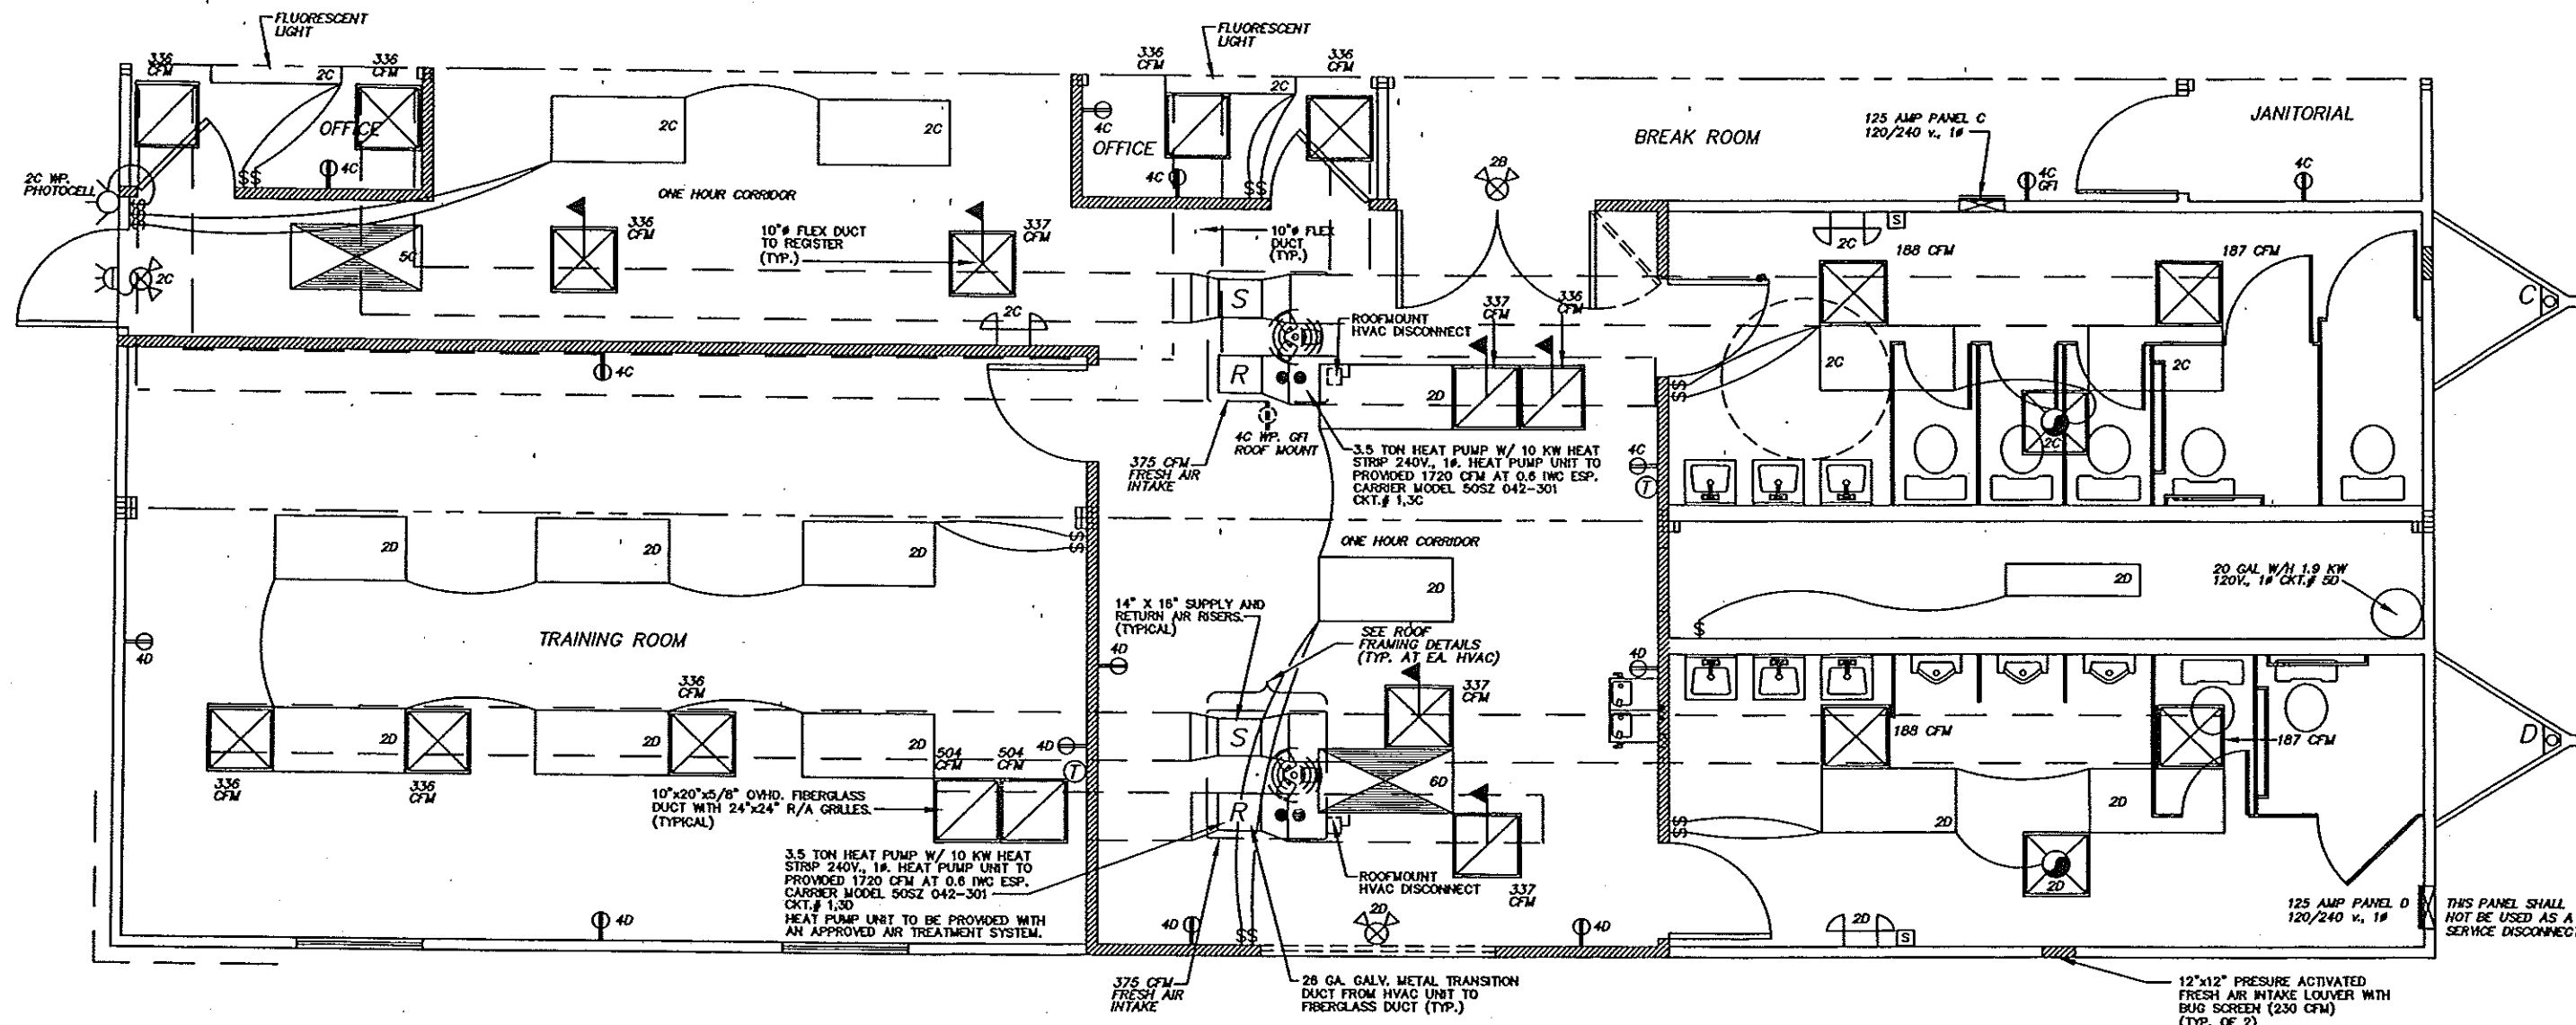 FLUORESCENT
LIGHT
FLUORESCENT
LIGHT
336
CFM
336
CFM
2C
OFFICE
4C
2C WP.
PHOTOCELL
$$
2C
2C
ONE HOUR CORRIDOR
336
CFM
337
CFM
10"ø FLEX DUCT
TO REGISTER
(TYP.)
5C
2C
2C
4C
336
CFM
336
CFM
2C
4C
OFFICE
4C
$$
10"ø FLEX
DUCT
(TYP.)
2B
BREAK ROOM
125 AMP PANEL C
120/240 v., 1ø
4C
GFI
JANITORIAL
4C
S
R
ROOFMOUNT
HVAC DISCONNECT
337
CFM
336
CFM
2D
4C WP. GFI
ROOF MOUNT
375 CFM
FRESH AIR
INTAKE
3.5 TON HEAT PUMP W/ 10 KW HEAT
STRIP 240V., 1ø. HEAT PUMP UNIT TO
PROVIDED 1720 CFM AT 0.6 IWC ESP.
CARRIER MODEL 50SZ 042-301
CKT.# 1,3C
4C
T
2C
S
188 CFM
187 CFM
2C
2C
2C
$$
C
ONE HOUR CORRIDOR
2D
2D
2D
2D
$$
TRAINING ROOM
4D
336
CFM
2D
336
CFM
2D
336
CFM
2D
504
CFM
504
CFM
4D
T
10"x20"x5/8" OVHD. FIBERGLASS
DUCT WITH 24"x24" R/A GRILLES.
(TYPICAL)
3.5 TON HEAT PUMP W/ 10 KW HEAT
STRIP 240V., 1ø. HEAT PUMP UNIT TO
PROVIDED 1720 CFM AT 0.6 IWC ESP.
CARRIER MODEL 50SZ 042-301
CKT.# 1,3D
HEAT PUMP UNIT TO BE PROVIDED WITH
AN APPROVED AIR TREATMENT SYSTEM.
4D
14" X 16" SUPPLY AND
RETURN AIR RISERS.
(TYPICAL)
SEE ROOF
FRAMING DETAILS
(TYP. AT EA. HVAC)
4D
4D
337
CFM
S
R
6D
ROOFMOUNT
HVAC DISCONNECT
337
CFM
4D
$$
2D
4D
375 CFM
FRESH AIR
INTAKE
26 GA. GALV. METAL TRANSITION
DUCT FROM HVAC UNIT TO
FIBERGLASS DUCT (TYP.)
20 GAL W/H 1.9 KW
120V., 1ø CKT.# 5D
2D
$
188 CFM
187 CFM
2D
2D
2D
$$
2D
S
D
125 AMP PANEL D
120/240 v., 1ø
THIS PANEL SHALL
NOT BE USED AS A
SERVICE DISCONNECT
12"x12" PRESURE ACTIVATED
FRESH AIR INTAKE LOUVER WITH
BUG SCREEN (230 CFM)
(TYP. OF 2)